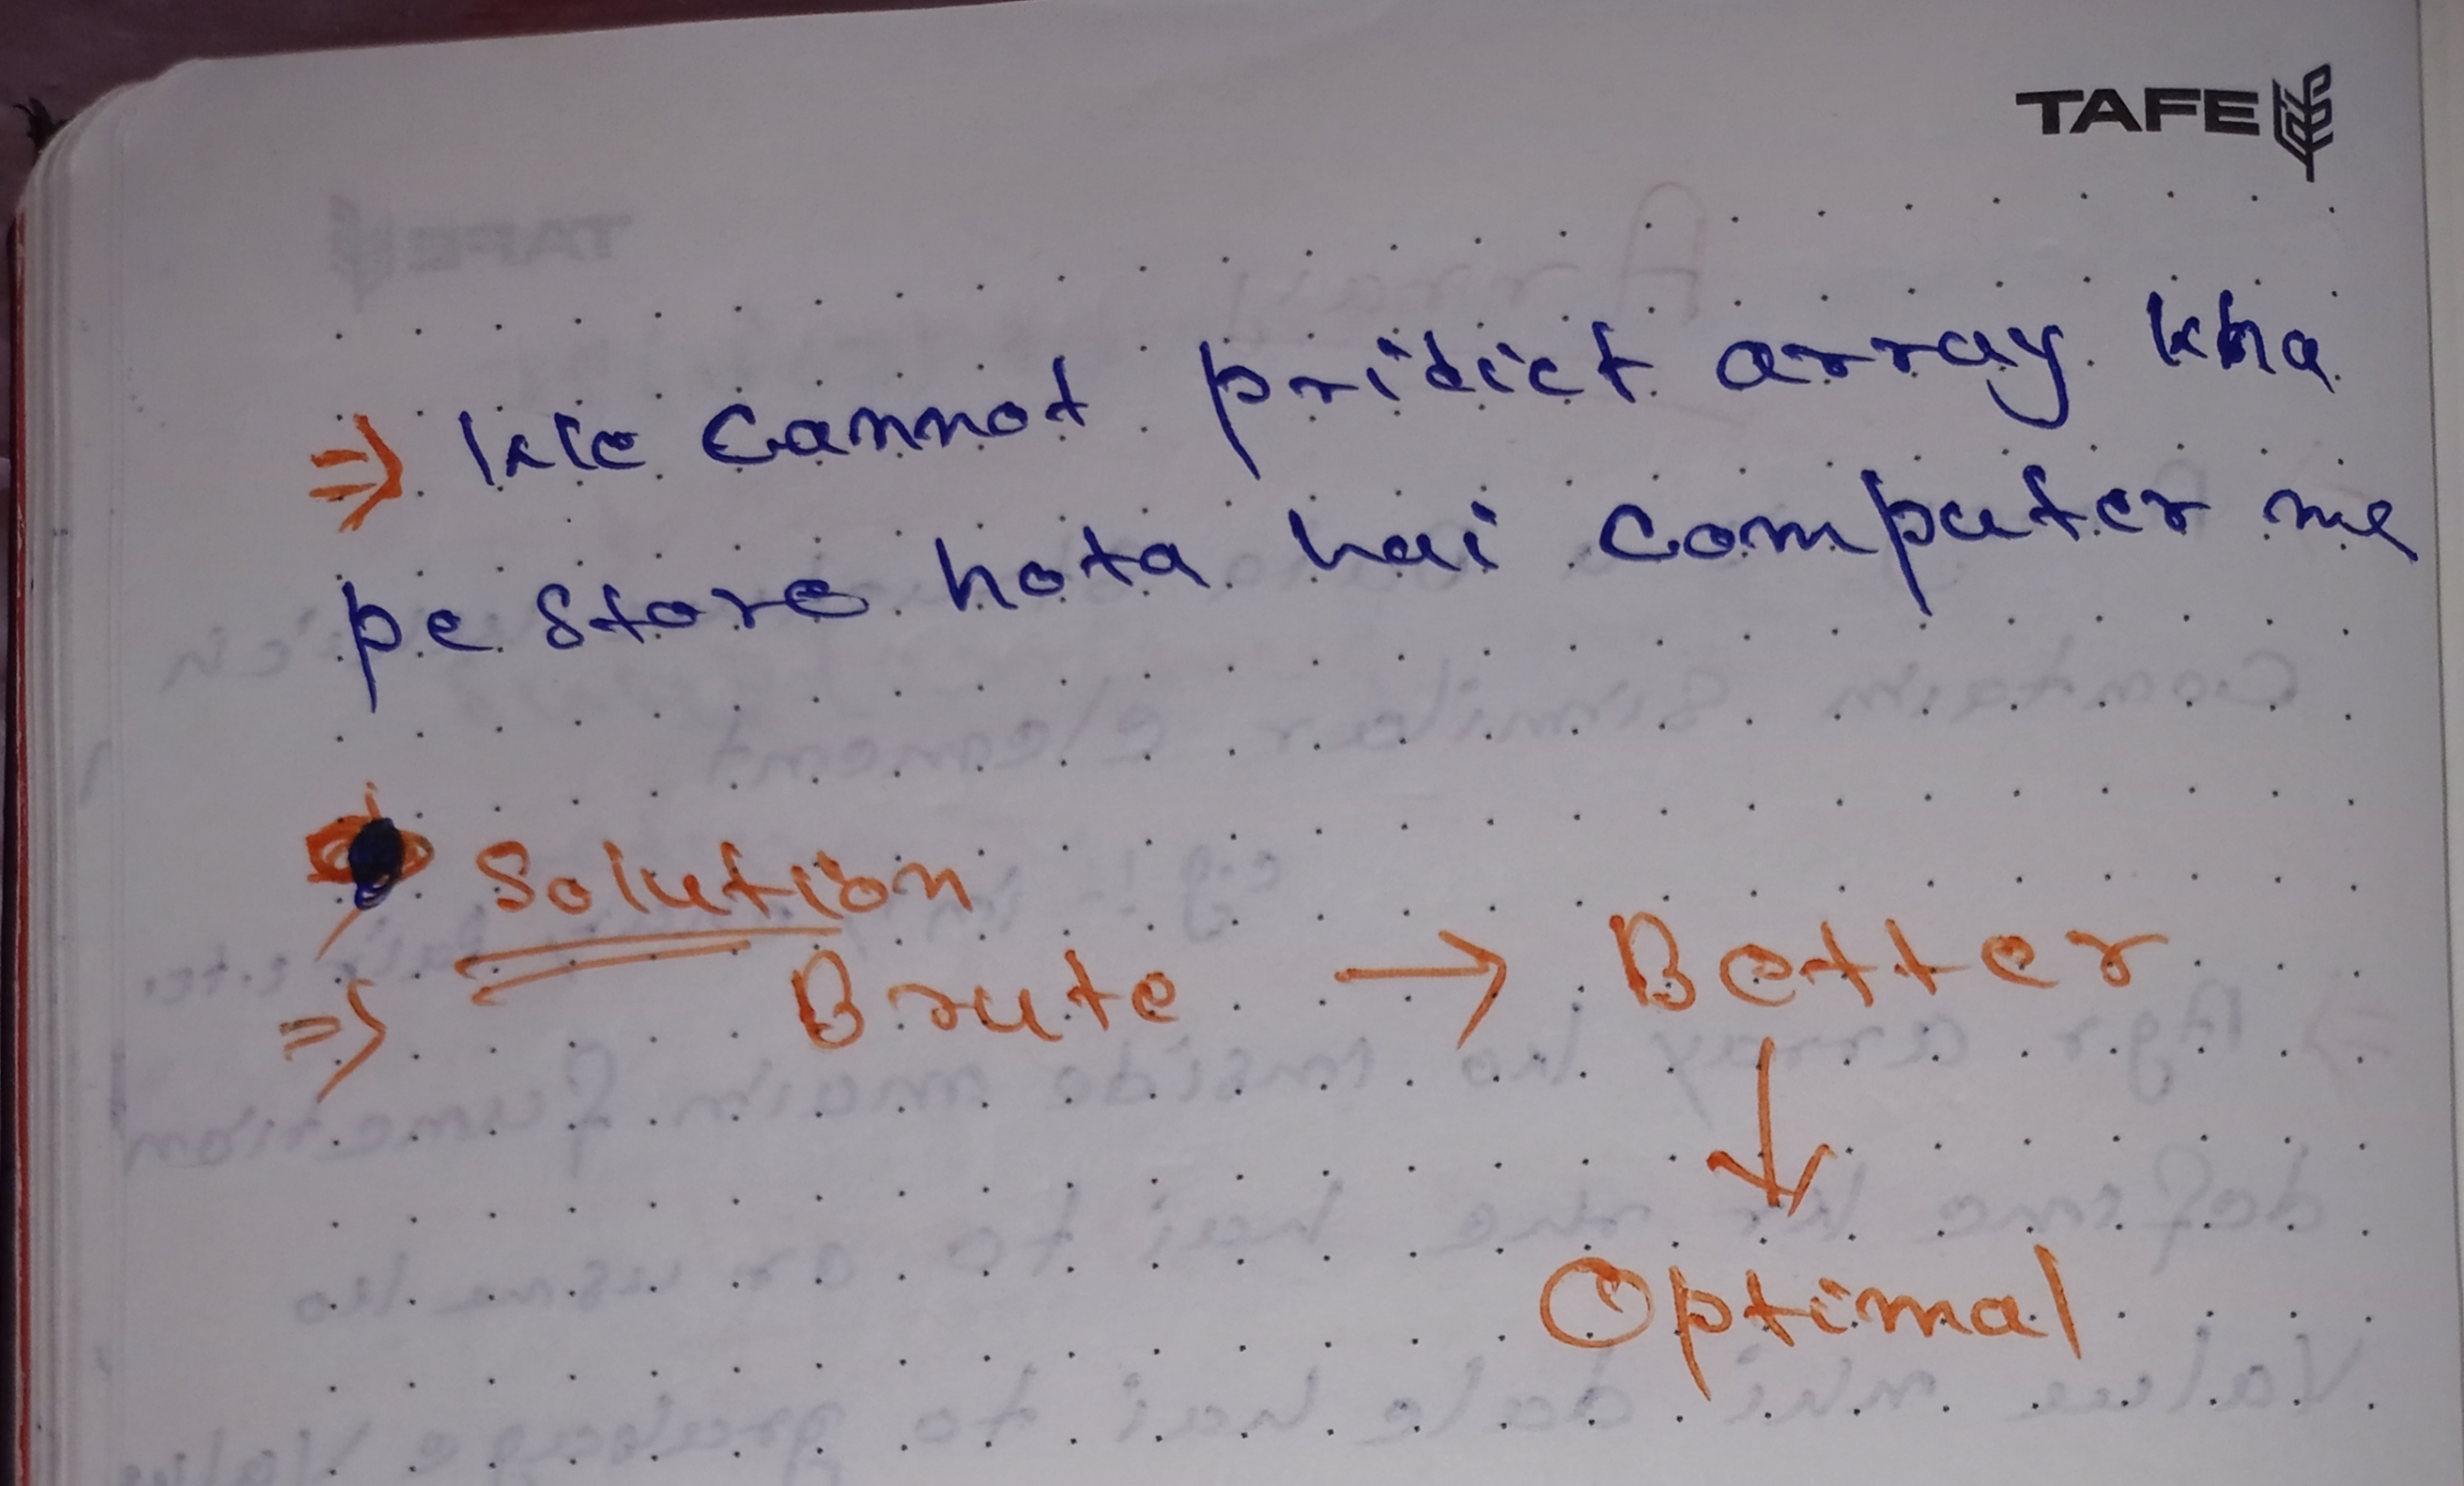 TAFE
⇒ We cannot pridict array kha
pe store hota hai computer me
Solution
⇒ Brute → Better
↓
Optimal